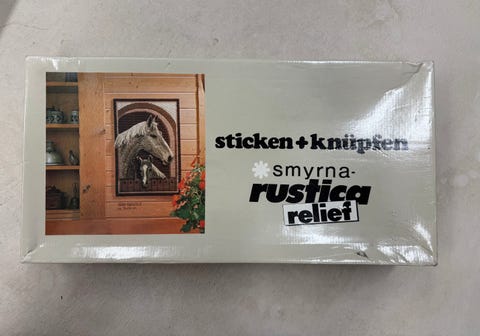 sticken+knüpfen
smyrna-
rustica
relief